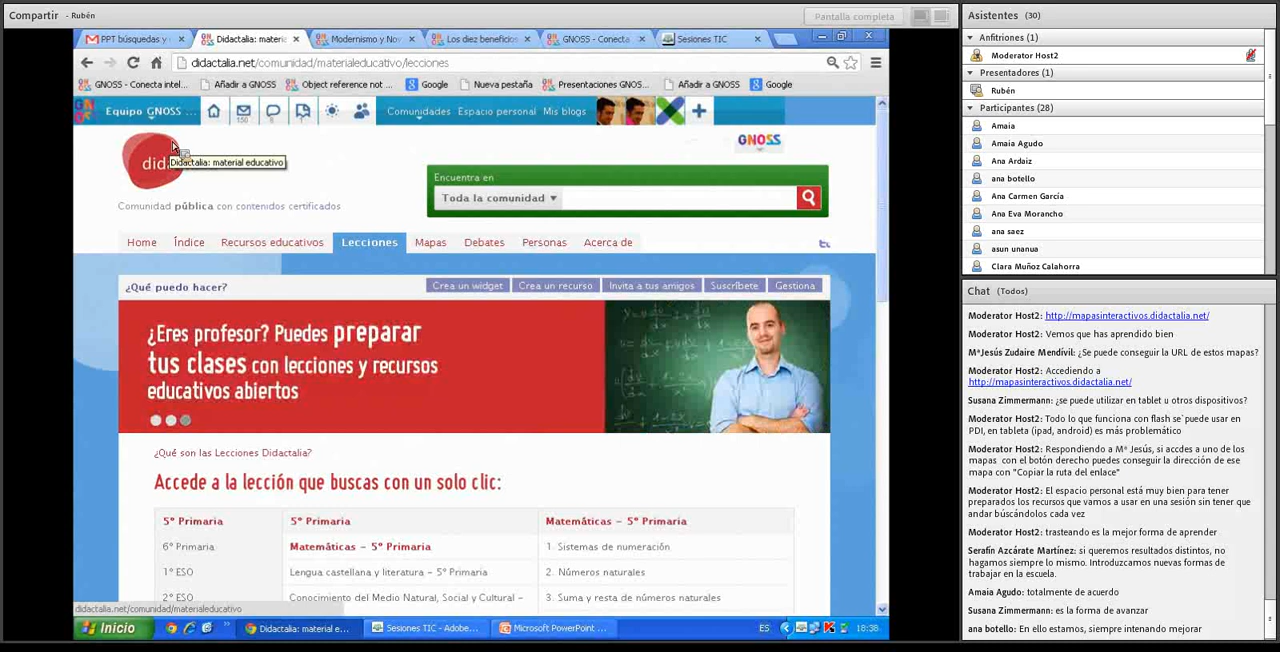 Compartir - Rubén
Pantalla completa
PPT búsquedas y
Didactalia: materi
Modernismo y No
Los diez beneficios
GNOSS - Conecta
Sesiones TIC
didactalia.net/comunidad/materialeducativo/lecciones
GNOSS - Conecta intel...
Añadir a GNOSS
Object reference not ...
Google
Nueva pestaña
Presentaciones GNOS...
Añadir a GNOSS
Google
Equipo GNOSS ...
150
Comunidades
Espacio personal
Mis blogs
did
Didactalia: material educativo
GNOSS
Comunidad pública con contenidos certificados
Encuentra en
Toda la comunidad
Home
Índice
Recursos educativos
Lecciones
Mapas
Debates
Personas
Acerca de
¿Qué puedo hacer?
Crea un widget
Crea un recurso
Invita a tus amigos
Suscríbete
Gestiona
¿Eres profesor? Puedes preparar
tus clases con lecciones y recursos
educativos abiertos
¿Qué son las Lecciones Didactalia?
Accede a la lección que buscas con un solo clic:
5º Primaria
5º Primaria
Matemáticas – 5º Primaria
6º Primaria
Matemáticas – 5º Primaria
1. Sistemas de numeración
1º ESO
Lengua castellana y literatura – 5º Primaria
2. Números naturales
2º ESO
Conocimiento del Medio Natural, Social y Cultural –
3. Suma y resta de números naturales
didactalia.net/comunidad/materialeducativo
Inicio
Didactalia: material e...
Sesiones TIC - Adobe...
Microsoft PowerPoint ...
ES
18:38
Asistentes (30)
Anfitriones (1)
Moderator Host2
Presentadores (1)
Rubén
Participantes (28)
Amaia
Amaia Agudo
Ana Ardaiz
ana botello
Ana Carmen García
Ana Eva Morancho
ana saez
asun unanua
Clara Muñoz Calahorra
Chat (Todos)
Moderator Host2: http://mapasinteractivos.didactalia.net/
Moderator Host2: Vemos que has aprendido bien
MªJesús Zudaire Mendívil: ¿Se puede conseguir la URL de estos mapas?
Moderator Host2: Accediendo a
http://mapasinteractivos.didactalia.net/
Susana Zimmermann: ¿se puede utilizar en tablet u otros dispositivos?
Moderator Host2: Todo lo que funciona con flash se`puede usar en
PDI, en tableta (ipad, android) es más problemático
Moderator Host2: Respondiendo a Mª Jesús, si accdes a uno de los
mapas con el botón derecho puedes conseguir la dirección de ese
mapa con "Copiar la ruta del enlace"
Moderator Host2: El espacio personal está muy bien para tener
preparados los recursos que vamos a usar en una sesión sin tener que
andar búscándolos cada vez
Moderator Host2: trasteando es la mejor forma de aprender
Serafín Azcárate Martínez: si queremos resultados distintos, no
hagamos siempre lo mismo. Introduzcamos nuevas formas de
trabajar en la escuela.
Amaia Agudo: totalmente de acuerdo
Susana Zimmermann: es la forma de avanzar
ana botello: En ello estamos, siempre intenando mejorar